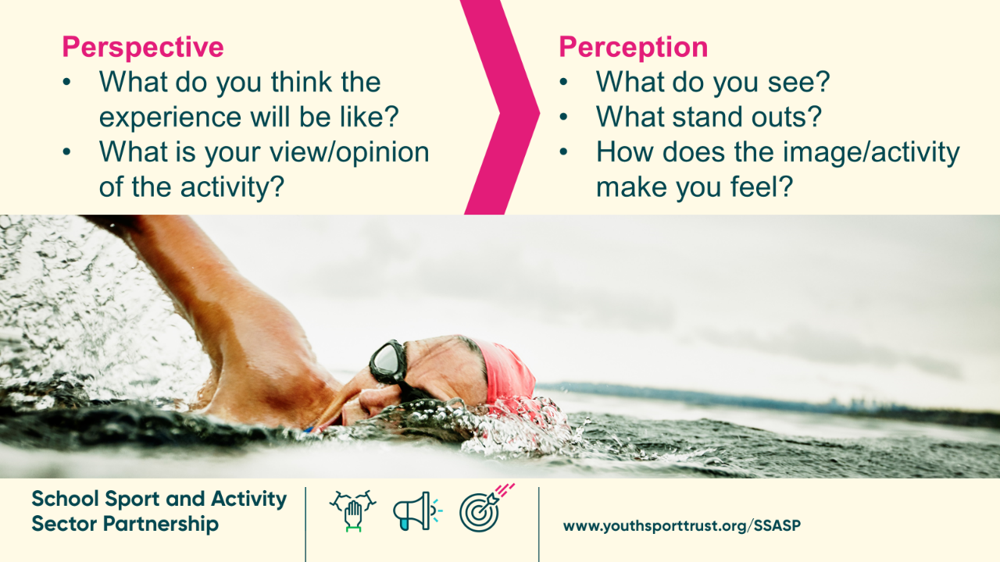 Perspective
• What do you think the
experience will be like?
• What is your view/opinion
of the activity?
Perception
• What do you see?
• What stand outs?
• How does the image/activity
make you feel?
School Sport and Activity
Sector Partnership
www.youthsporttrust.org/SSASP